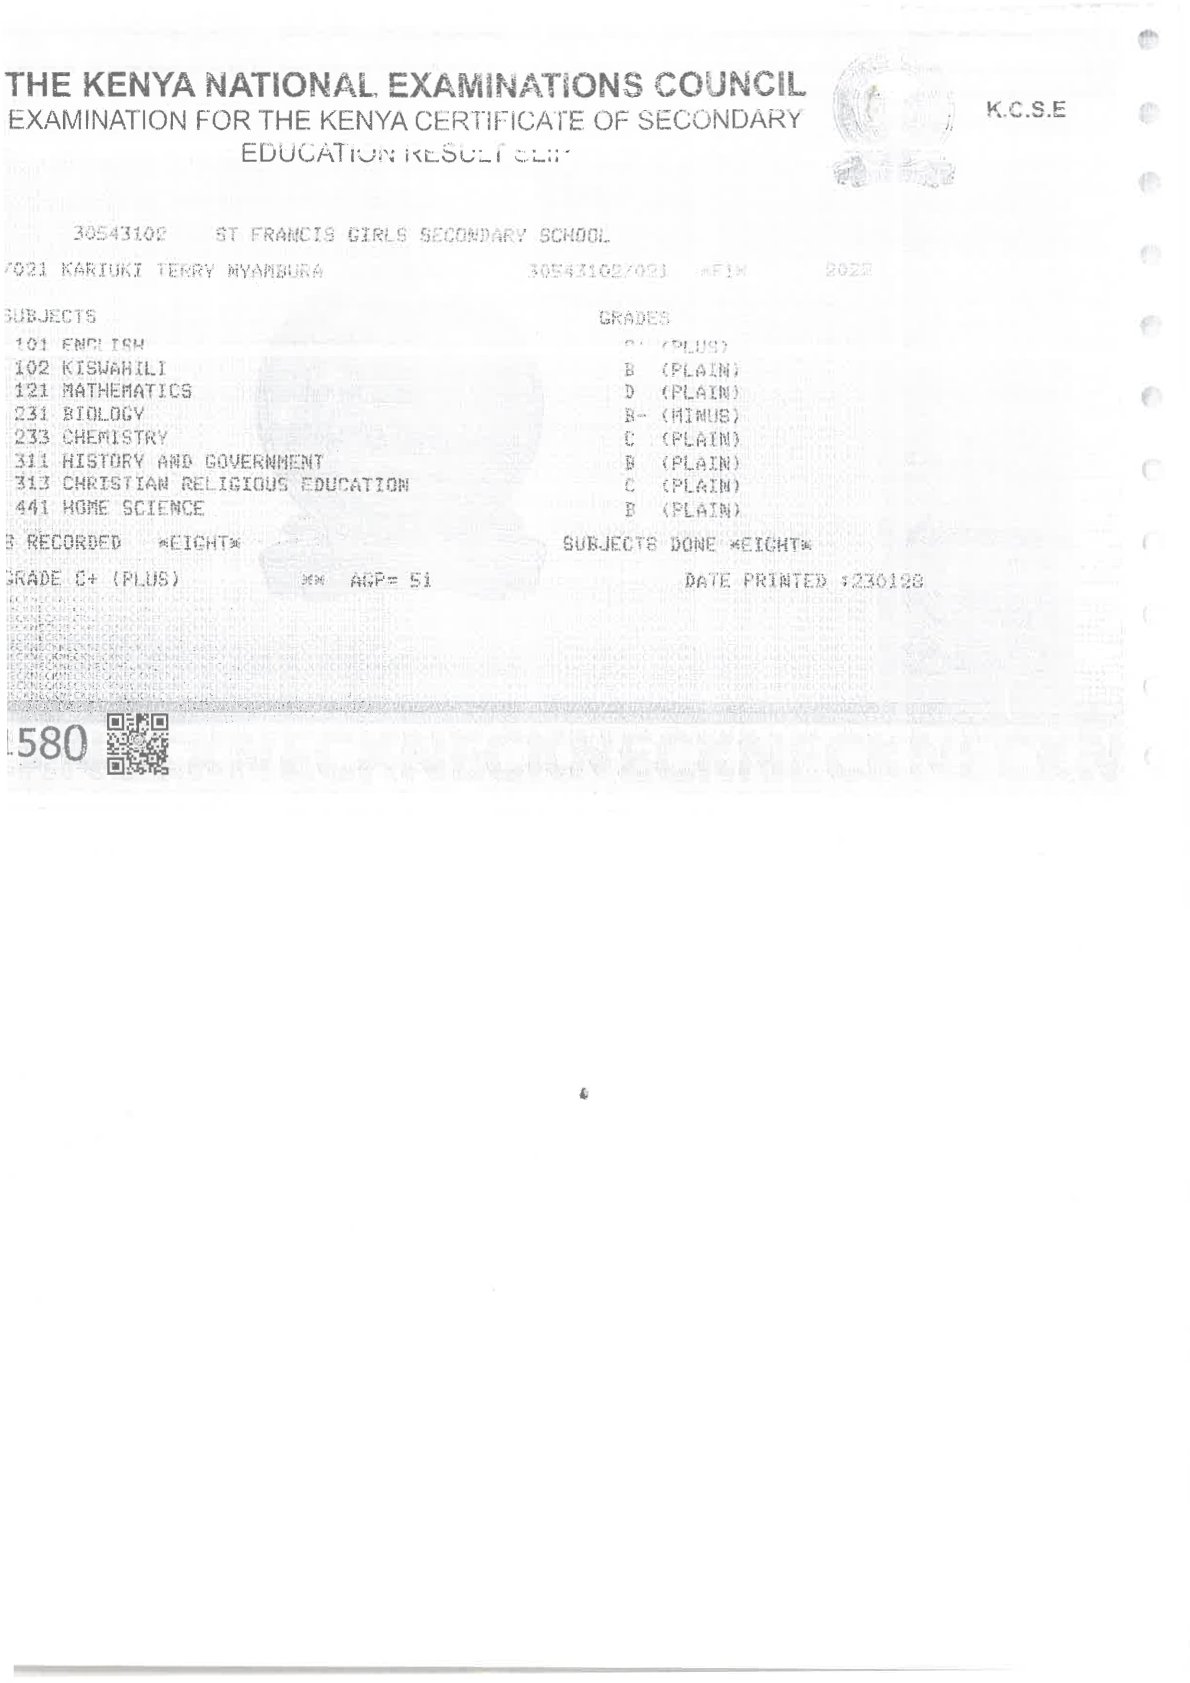 THE KENYA NATIONAL EXAMINATIONS COUNCIL
EXAMINATION FOR THE KENYA CERTIFICATE OF SECONDARY
EDUCATION RESULT SLIP
K.C.S.E
30543102 ST FRANCIS GIRLS SECONDARY SCHOOL
/021 KARIUKI TERRY NYAMBURA 30543102/021 *F1* 2022
SUBJECTS GRADES
101 ENGLISH (PLUS)
102 KISWAHILI B (PLAIN)
121 MATHEMATICS D (PLAIN)
231 BIOLOGY B- (MINUS)
233 CHEMISTRY C (PLAIN)
311 HISTORY AND GOVERNMENT B (PLAIN)
313 CHRISTIAN RELIGIOUS EDUCATION C (PLAIN)
441 HOME SCIENCE B (PLAIN)
RECORDED *EIGHT* SUBJECTS DONE *EIGHT*
GRADE C+ (PLUS) ** AGP= 51 DATE PRINTED :
580